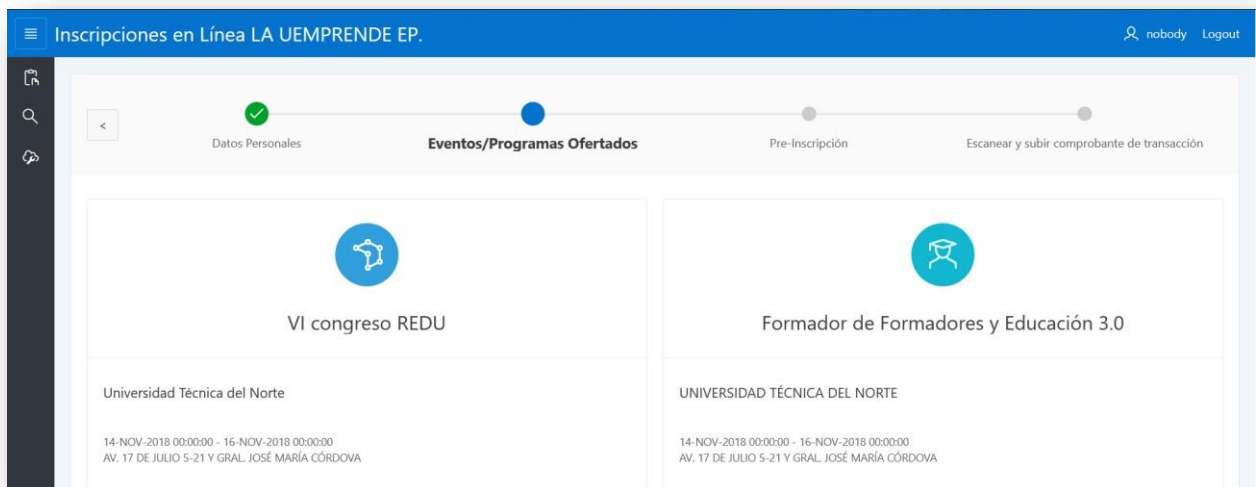 Inscripciones en Línea LA UEMPRENDE EP.
nobody Logout
<
Datos Personales
Eventos/Programas Ofertados
Pre-Inscripción
Escanear y subir comprobante de transacción
VI congreso REDU
Universidad Técnica del Norte
14-NOV-2018 00:00:00 - 16-NOV-2018 00:00:00
AV. 17 DE JULIO 5-21 Y GRAL. JOSÉ MARÍA CÓRDOVA
Formador de Formadores y Educación 3.0
UNIVERSIDAD TÉCNICA DEL NORTE
14-NOV-2018 00:00:00 - 16-NOV-2018 00:00:00
AV. 17 DE JULIO 5-21 Y GRAL. JOSÉ MARÍA CÓRDOVA